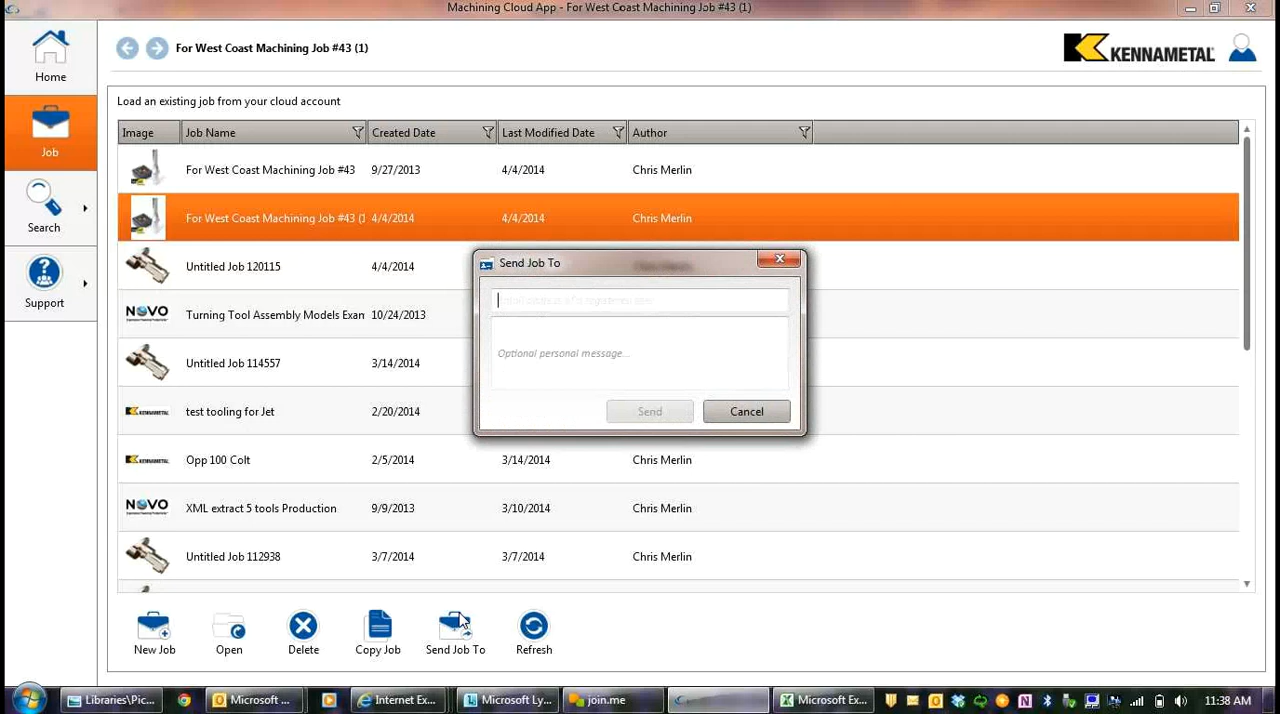 Machining Cloud App - For West Coast Machining Job #43 (1)
Home
For West Coast Machining Job #43 (1)
KENNAMETAL
Job
Load an existing job from your cloud account
Image Job Name Created Date Last Modified Date Author
For West Coast Machining Job #43 9/27/2013 4/4/2014 Chris Merlin
For West Coast Machining Job #43 (1 4/4/2014 4/4/2014 Chris Merlin
Search
Untitled Job 120115 4/4/2014
Send Job To
Support
NOVO Turning Tool Assembly Models Exan 10/24/2013
Optional personal message...
Untitled Job 114557 3/14/2014
KENNAMETAL test tooling for Jet 2/20/2014
Send Cancel
KENNAMETAL Opp 100 Colt 2/5/2014 3/14/2014 Chris Merlin
NOVO XML extract 5 tools Production 9/9/2013 3/10/2014 Chris Merlin
Untitled Job 112938 3/7/2014 3/7/2014 Chris Merlin
New Job Open Delete Copy Job Send Job To Refresh
Libraries\Pic... Microsoft ... Internet Ex... Microsoft Ly... join.me Microsoft Ex... 11:38 AM